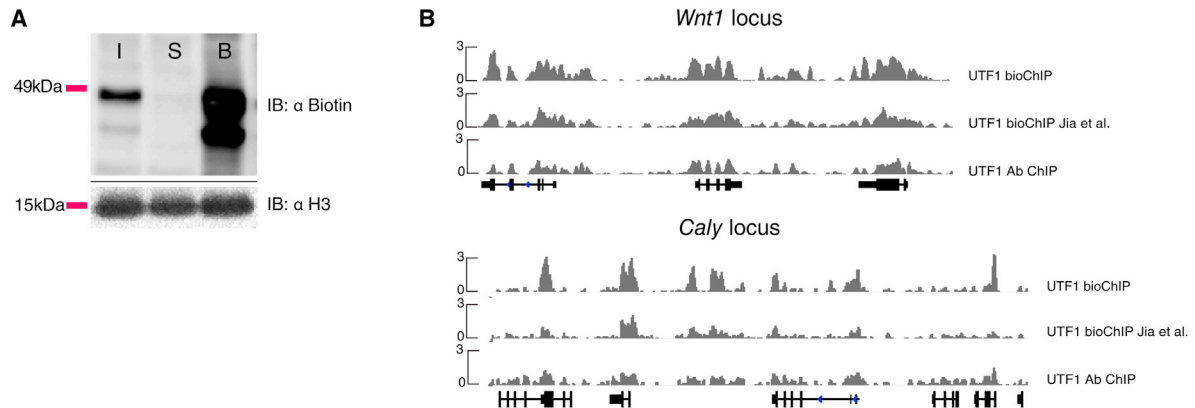 A
I S B
49kDa
IB: α Biotin
15kDa
IB: α H3
B
Wnt1 locus
3
0
UTF1 bioChIP
3
0
UTF1 bioChIP Jia et al.
3
0
UTF1 Ab ChIP
Caly locus
3
0
UTF1 bioChIP
3
0
UTF1 bioChIP Jia et al.
3
0
UTF1 Ab ChIP